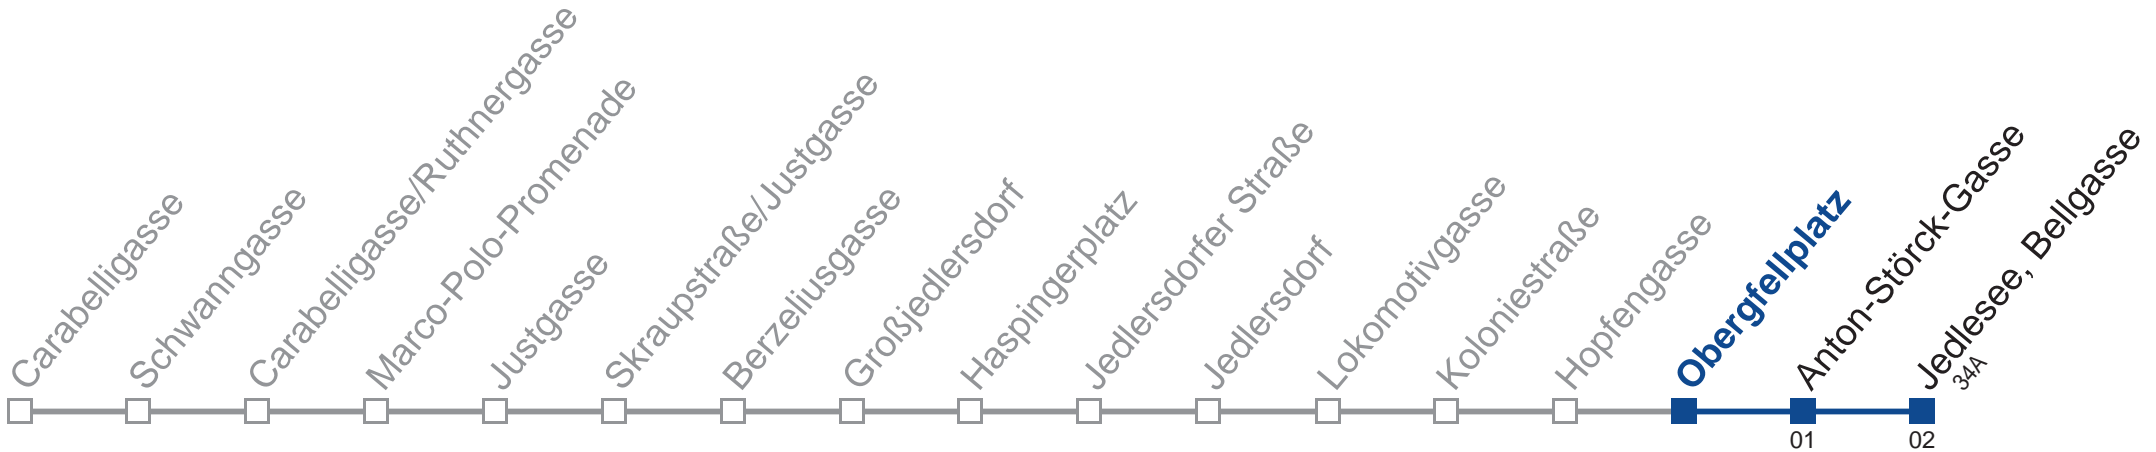 Carabelligasse
Schwanngasse
Carabelligasse/Ruthnergasse
Marco-Polo-Promenade
Justgasse
Skraupstraße/Justgasse
Berzeliusgasse
Großjedlersdorf
Haspingerplatz
Jedlersdorfer Straße
Jedlersdorf
Lokomotivgasse
Koloniestraße
Hopfengasse
Obergfellplatz
Anton-Störck-Gasse
Jedlesee, Bellgasse
34A
01
02